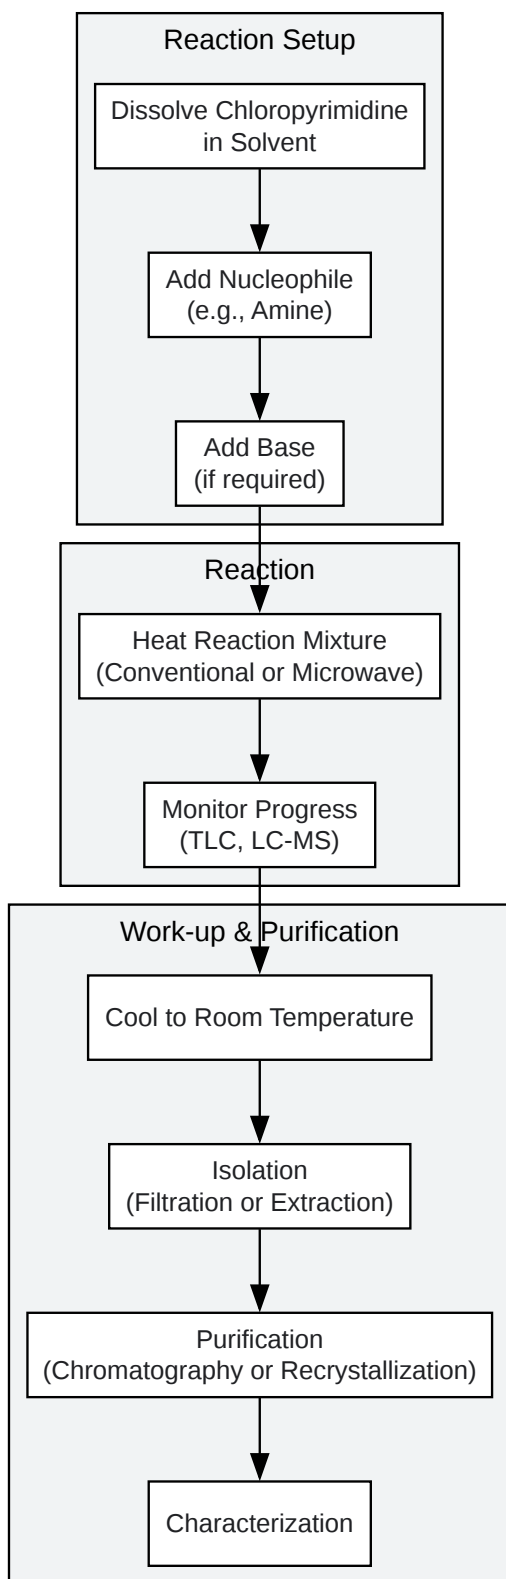 Reaction Setup
Dissolve Chloropyrimidine
in Solvent
Add Nucleophile
(e.g., Amine)
Add Base
(if required)
Reaction
Heat Reaction Mixture
(Conventional or Microwave)
Monitor Progress
(TLC, LC-MS)
Work-up & Purification
Cool to Room Temperature
Isolation
(Filtration or Extraction)
Purification
(Chromatography or Recrystallization)
Characterization